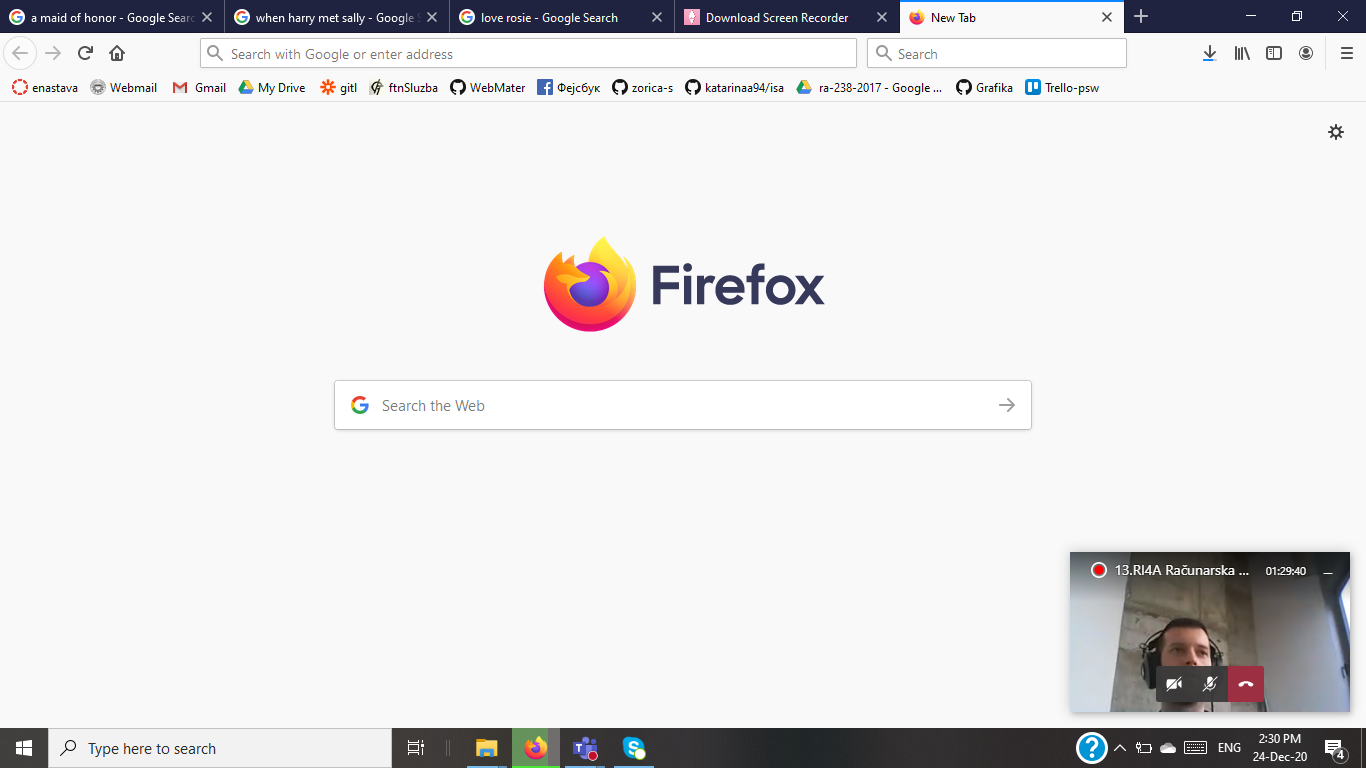 a maid of honor - Google Searc
when harry met sally - Google S
love rosie - Google Search
Download Screen Recorder
New Tab
Search with Google or enter address
Search
enastava
Webmail
Gmail
My Drive
gitl
ftnSluzba
WebMater
Фејсбук
zorica-s
katarinaa94/isa
ra-238-2017 - Google ...
Grafika
Trello-psw
Firefox
Search the Web
13.RI4A Računarska ...
01:29:40
Type here to search
ENG
2:30 PM
24-Dec-20
4